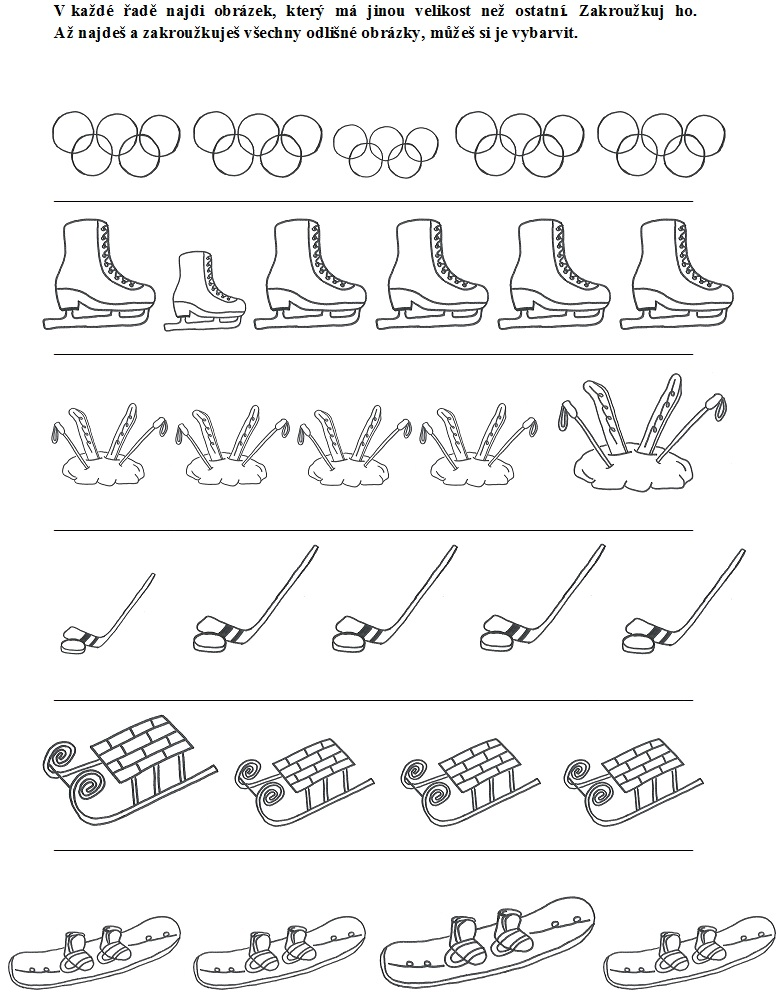 V každé řadě najdi obrázek, který má jinou velikost než ostatní. Zakroužkuj ho.
Až najdeš a zakroužkuješ všechny odlišné obrázky, můžeš si je vybarvit.